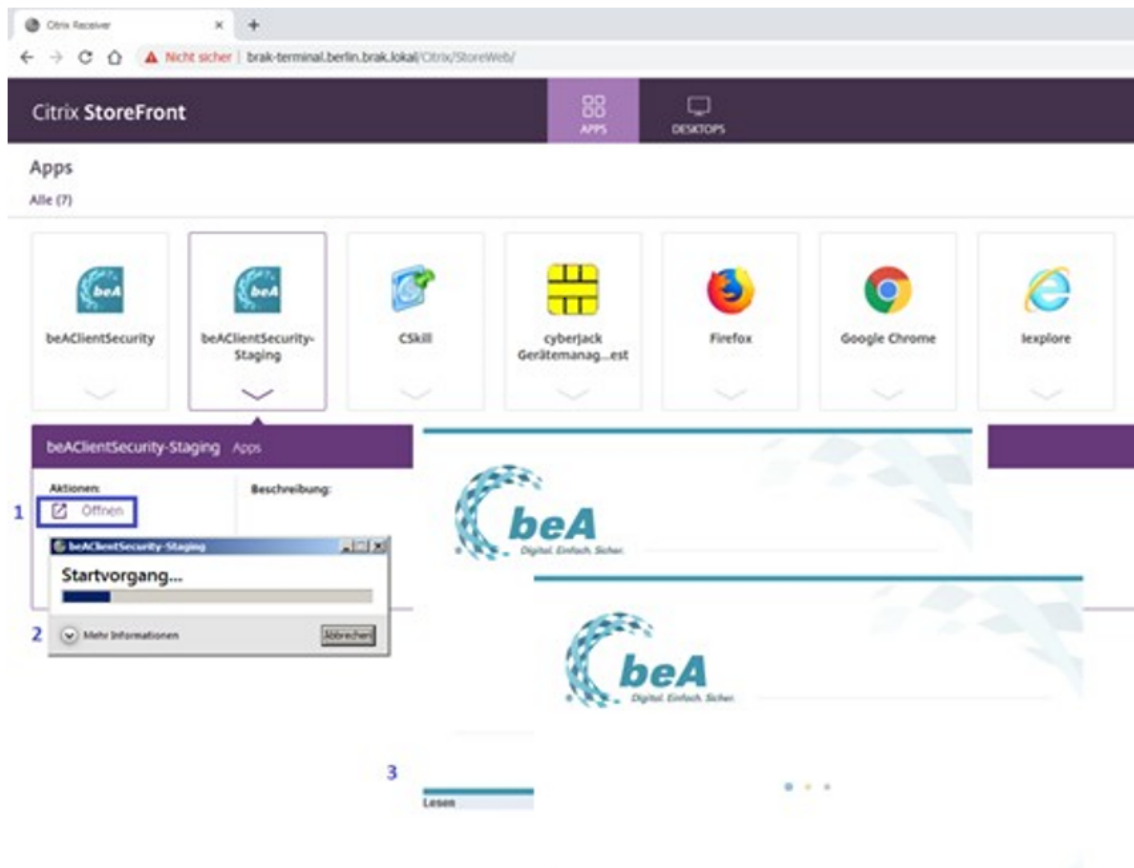 Citrix Receiver
Nicht sicher | brak-terminal.berlin.brak.lokal/Citrix/StoreWeb/
Citrix StoreFront
APPS
DESKTOPS
Apps
Alle (7)
beA
beA
beAClientSecurity
beAClientSecurity-
Staging
CSkill
cyberJack
Gerätemanag...est
Firefox
Google Chrome
Iexplore
beAClientSecurity-Staging Apps
Aktionen:
Beschreibung:
1
Öffnen
beAClientSecurity-Staging
Startvorgang...
2
Mehr Informationen
Abbrechen
beA
Digital. Einfach. Sicher.
beA
Digital. Einfach. Sicher.
3
Lesen